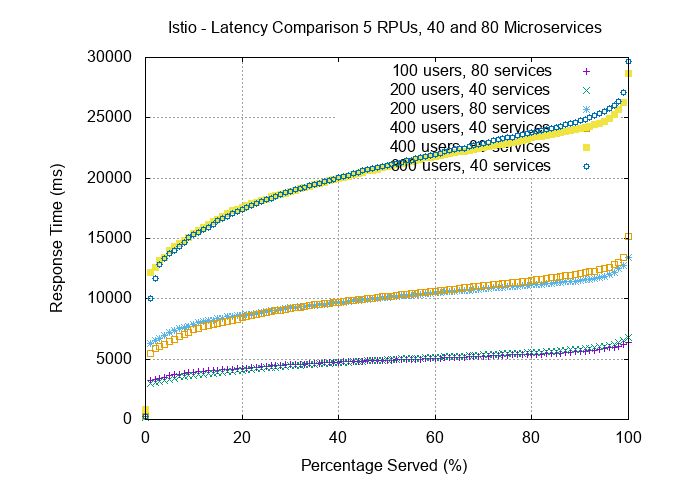 Istio - Latency Comparison 5 RPUs, 40 and 80 Microservices
30000
25000
20000
15000
10000
5000
0
Response Time (ms)
100 users, 80 services
200 users, 40 services
200 users, 80 services
400 users, 40 services
400 users, 80 services
800 users, 40 services
0 20 40 60 80 100
Percentage Served (%)